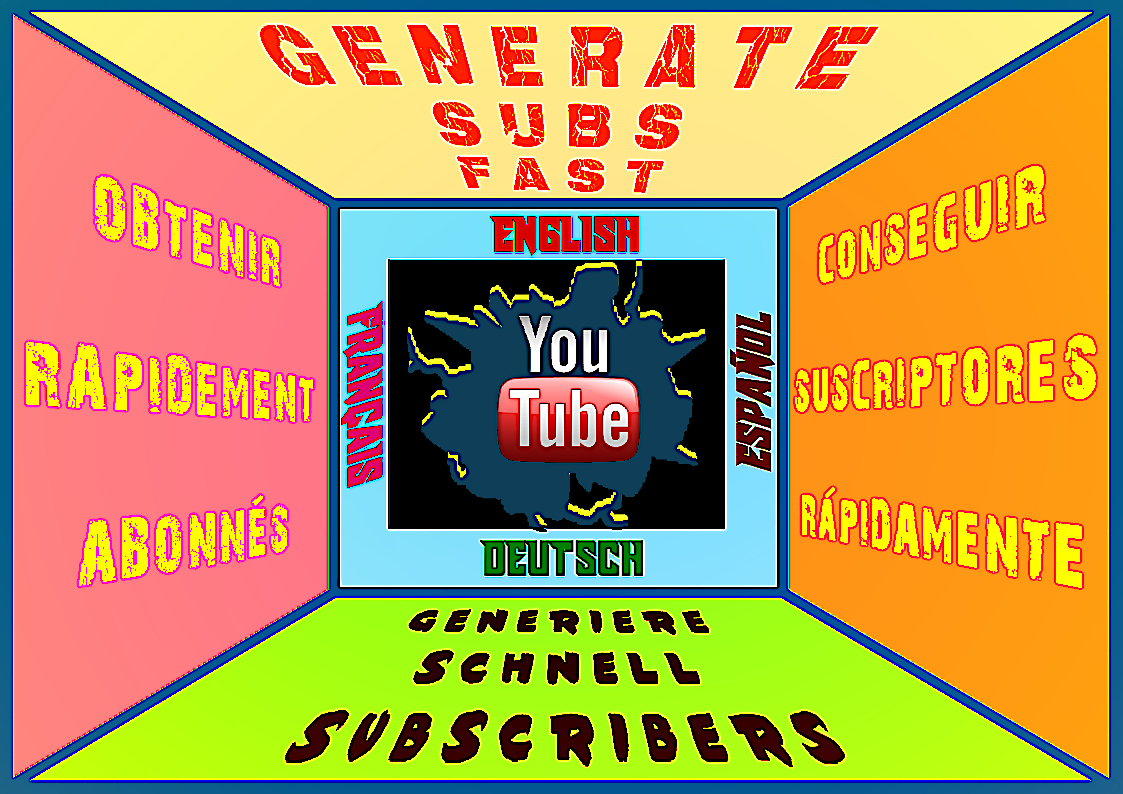 GENERATE
SUBS
FAST
OBTENIR
RAPIDEMENT
ABONNÉS
ENGLISH
FRANÇAIS
You
Tube
ESPAÑOL
DEUTSCH
CONSEGUIR
SUSCRIPTORES
RÁPIDAMENTE
GENERIERE
SCHNELL
SUBSCRIBERS